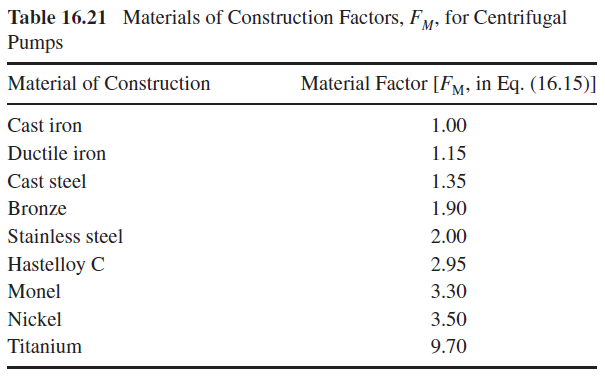 Table 16.21 Materials of Construction Factors, F_M, for Centrifugal
Pumps
Material of Construction Material Factor [F_M, in Eq. (16.15)]
Cast iron 1.00
Ductile iron 1.15
Cast steel 1.35
Bronze 1.90
Stainless steel 2.00
Hastelloy C 2.95
Monel 3.30
Nickel 3.50
Titanium 9.70